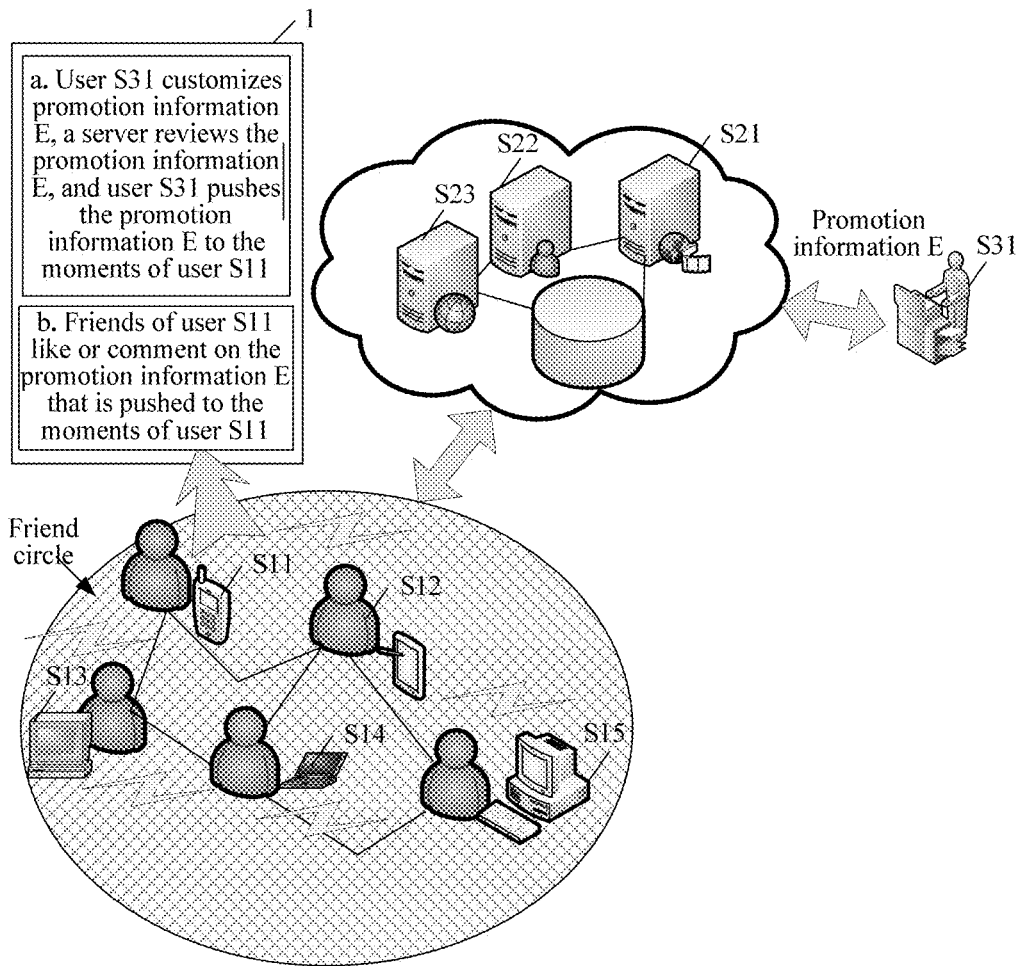 1
a. User S31 customizes
promotion information
E, a server reviews the
promotion information
E, and user S31 pushes
the promotion
information E to the
moments of user S11
b. Friends of user S11
like or comment on the
promotion information E
that is pushed to the
moments of user S11
S22
S21
S23
Promotion
information E
S31
Friend
circle
S11
S12
S13
S14
S15